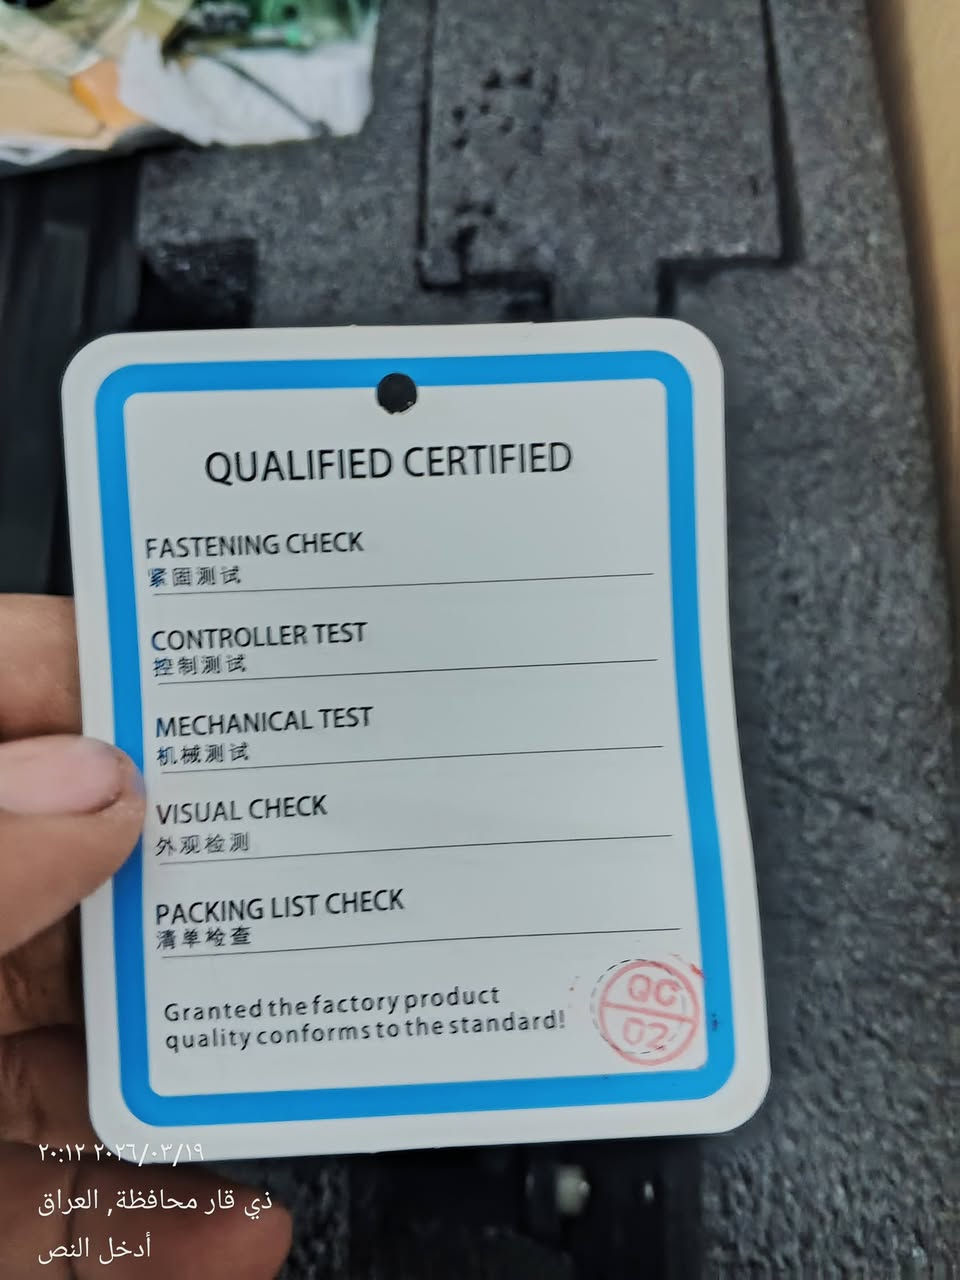 QUALIFIED CERTIFIED
FASTENING CHECK
紧固测试
CONTROLLER TEST
控制测试
MECHANICAL TEST
机械测试
VISUAL CHECK
外观检测
PACKING LIST CHECK
清单检查
Granted the factory product
quality conforms to the standard!
QC
02
٢٠:١٢ ٢٠٢٦/٠٣/١٩
ذي قار محافظة, العراق
أدخل النص